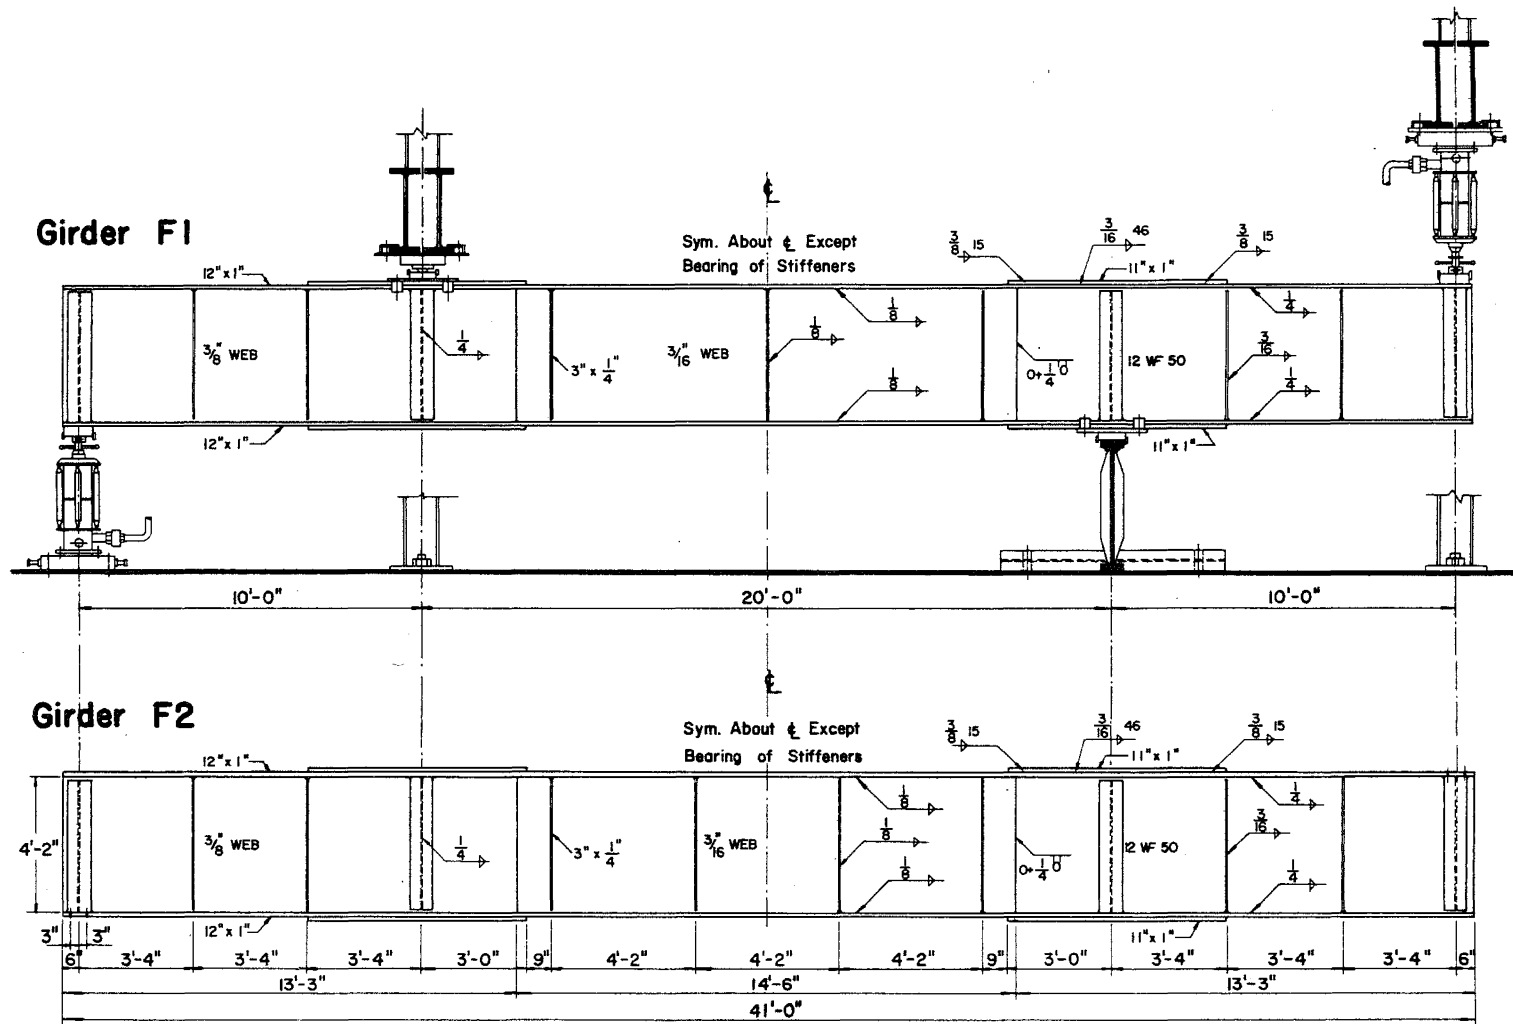 ℄
Girder F1
Sym. About ℄ Except
Bearing of Stiffeners
3/8 15
3/16 46
3/8 15
12" x 1"
11" x 1"
1/4
1/8
1/8
1/4
3/8" WEB
3" x 1/4"
3/16" WEB
0+1/4
12 WF 50
3/16
1/8
1/4
12" x 1"
11" x 1"
10'-0"
20'-0"
10'-0"
℄
Girder F2
Sym. About ℄ Except
Bearing of Stiffeners
3/8 15
3/16 46
3/8 15
12" x 1"
11" x 1"
1/8
1/4
4'-2"
3/8" WEB
1/4
3" x 1/4"
3/16" WEB
1/8
0+1/4
12 WF 50
3/16
1/8
1/4
12" x 1"
11" x 1"
3" 3"
6" 3'-4" 3'-4" 3'-4" 3'-0" 9" 4'-2" 4'-2" 4'-2" 9" 3'-0" 3'-4" 3'-4" 3'-4" 6"
13'-3" 14'-6" 13'-3"
41'-0"